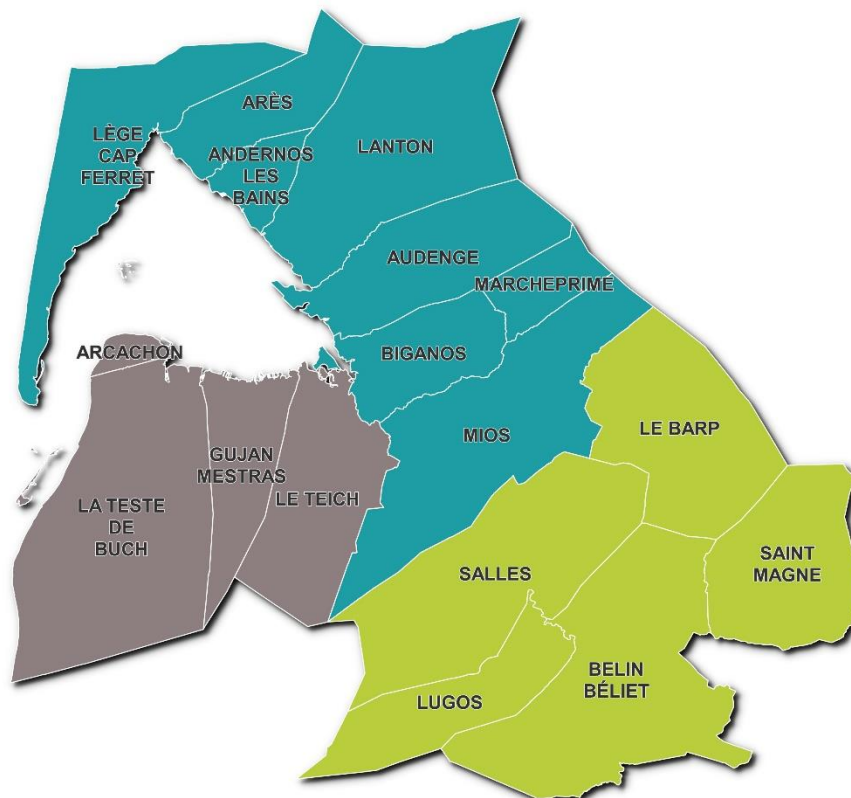 ARÈS
LÈGE
CAP
FERRET
ANDERNOS
LES
BAINS
LANTON
AUDENGE
MARCHEPRIME
ARCACHON
BIGANOS
MIOS
LE BARP
GUJAN
MESTRAS
LE TEICH
LA TESTE
DE
BUCH
SALLES
SAINT
MAGNE
BELIN
BÉLIET
LUGOS